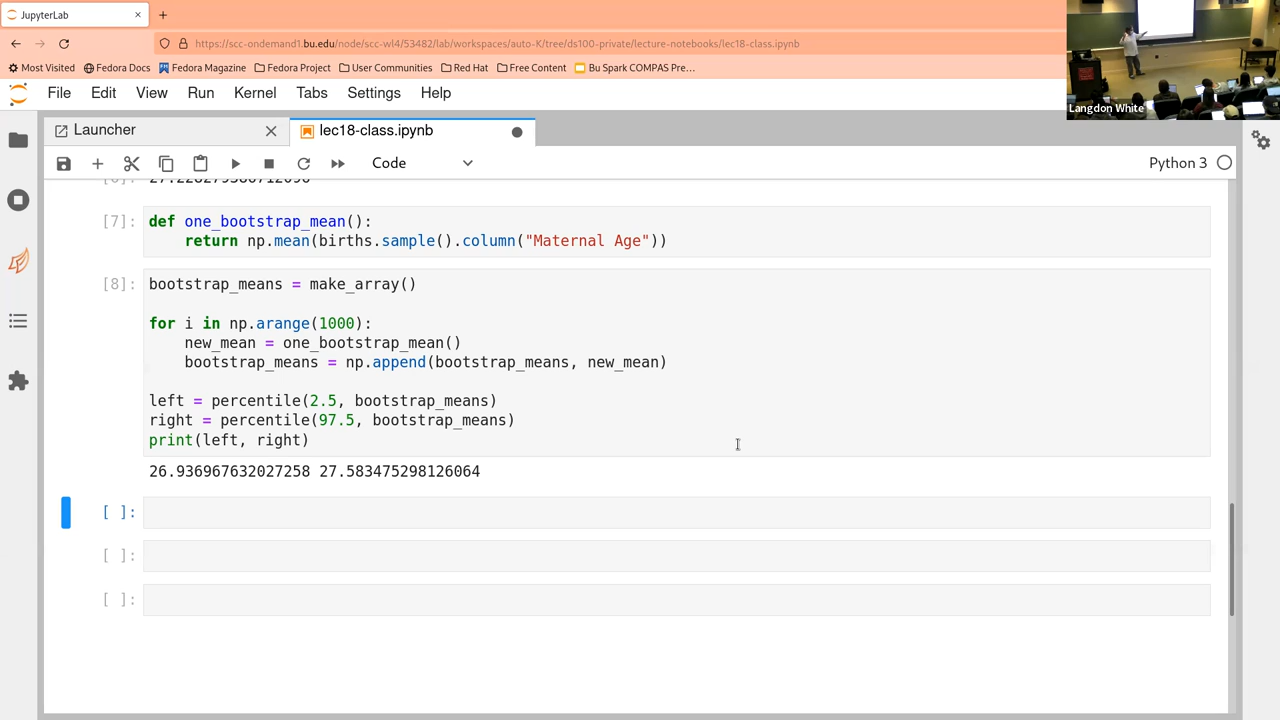 JupyterLab
https://scc-ondemand1.bu.edu/node/scc-wl4/53482/lab/workspaces/auto-K/tree/ds100-private/lecture-notebooks/lec18-class.ipynb
Most Visited Fedora Docs Fedora Magazine Fedora Project User Communities Red Hat Free Content Bu Spark COMPAS Pre…
Langdon White
File Edit View Run Kernel Tabs Settings Help
Launcher lec18-class.ipynb
Code Python 3
[7]: def one_bootstrap_mean():
return np.mean(births.sample().column("Maternal Age"))
[8]: bootstrap_means = make_array()
for i in np.arange(1000):
new_mean = one_bootstrap_mean()
bootstrap_means = np.append(bootstrap_means, new_mean)
left = percentile(2.5, bootstrap_means)
right = percentile(97.5, bootstrap_means)
print(left, right)
26.936967632027258 27.583475298126064
[ ]:
[ ]:
[ ]: